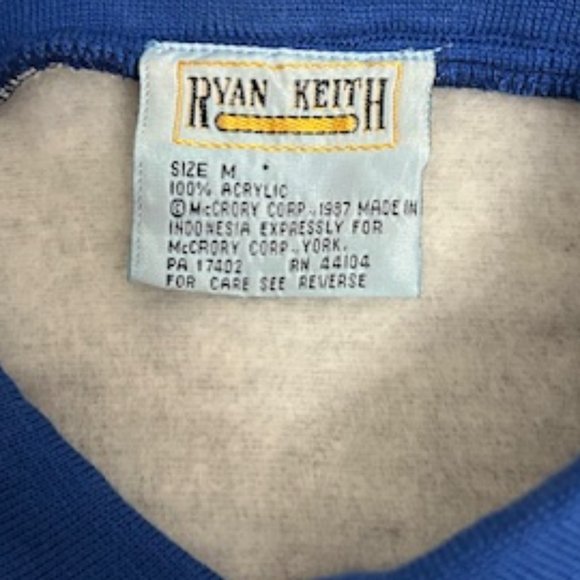 RYAN KEITH
SIZE M
100% ACRYLIC
© McCRORY CORP. 1987 MADE IN
INDONESIA EXPRESSLY FOR
McCRORY CORP., YORK,
PA 17402 RN 44104
FOR CARE SEE REVERSE